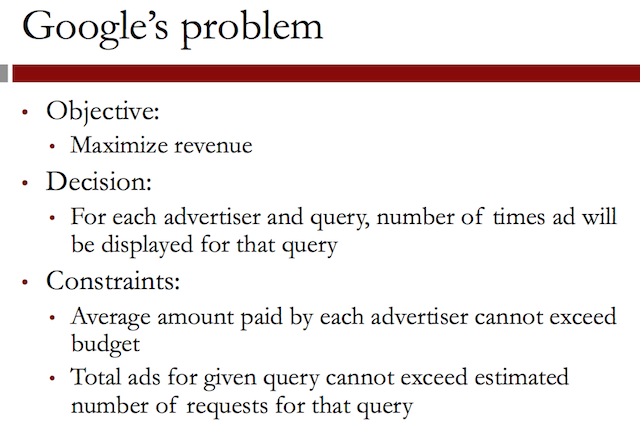 Google's problem
• Objective:
• Maximize revenue
• Decision:
• For each advertiser and query, number of times ad will
be displayed for that query
• Constraints:
• Average amount paid by each advertiser cannot exceed
budget
• Total ads for given query cannot exceed estimated
number of requests for that query